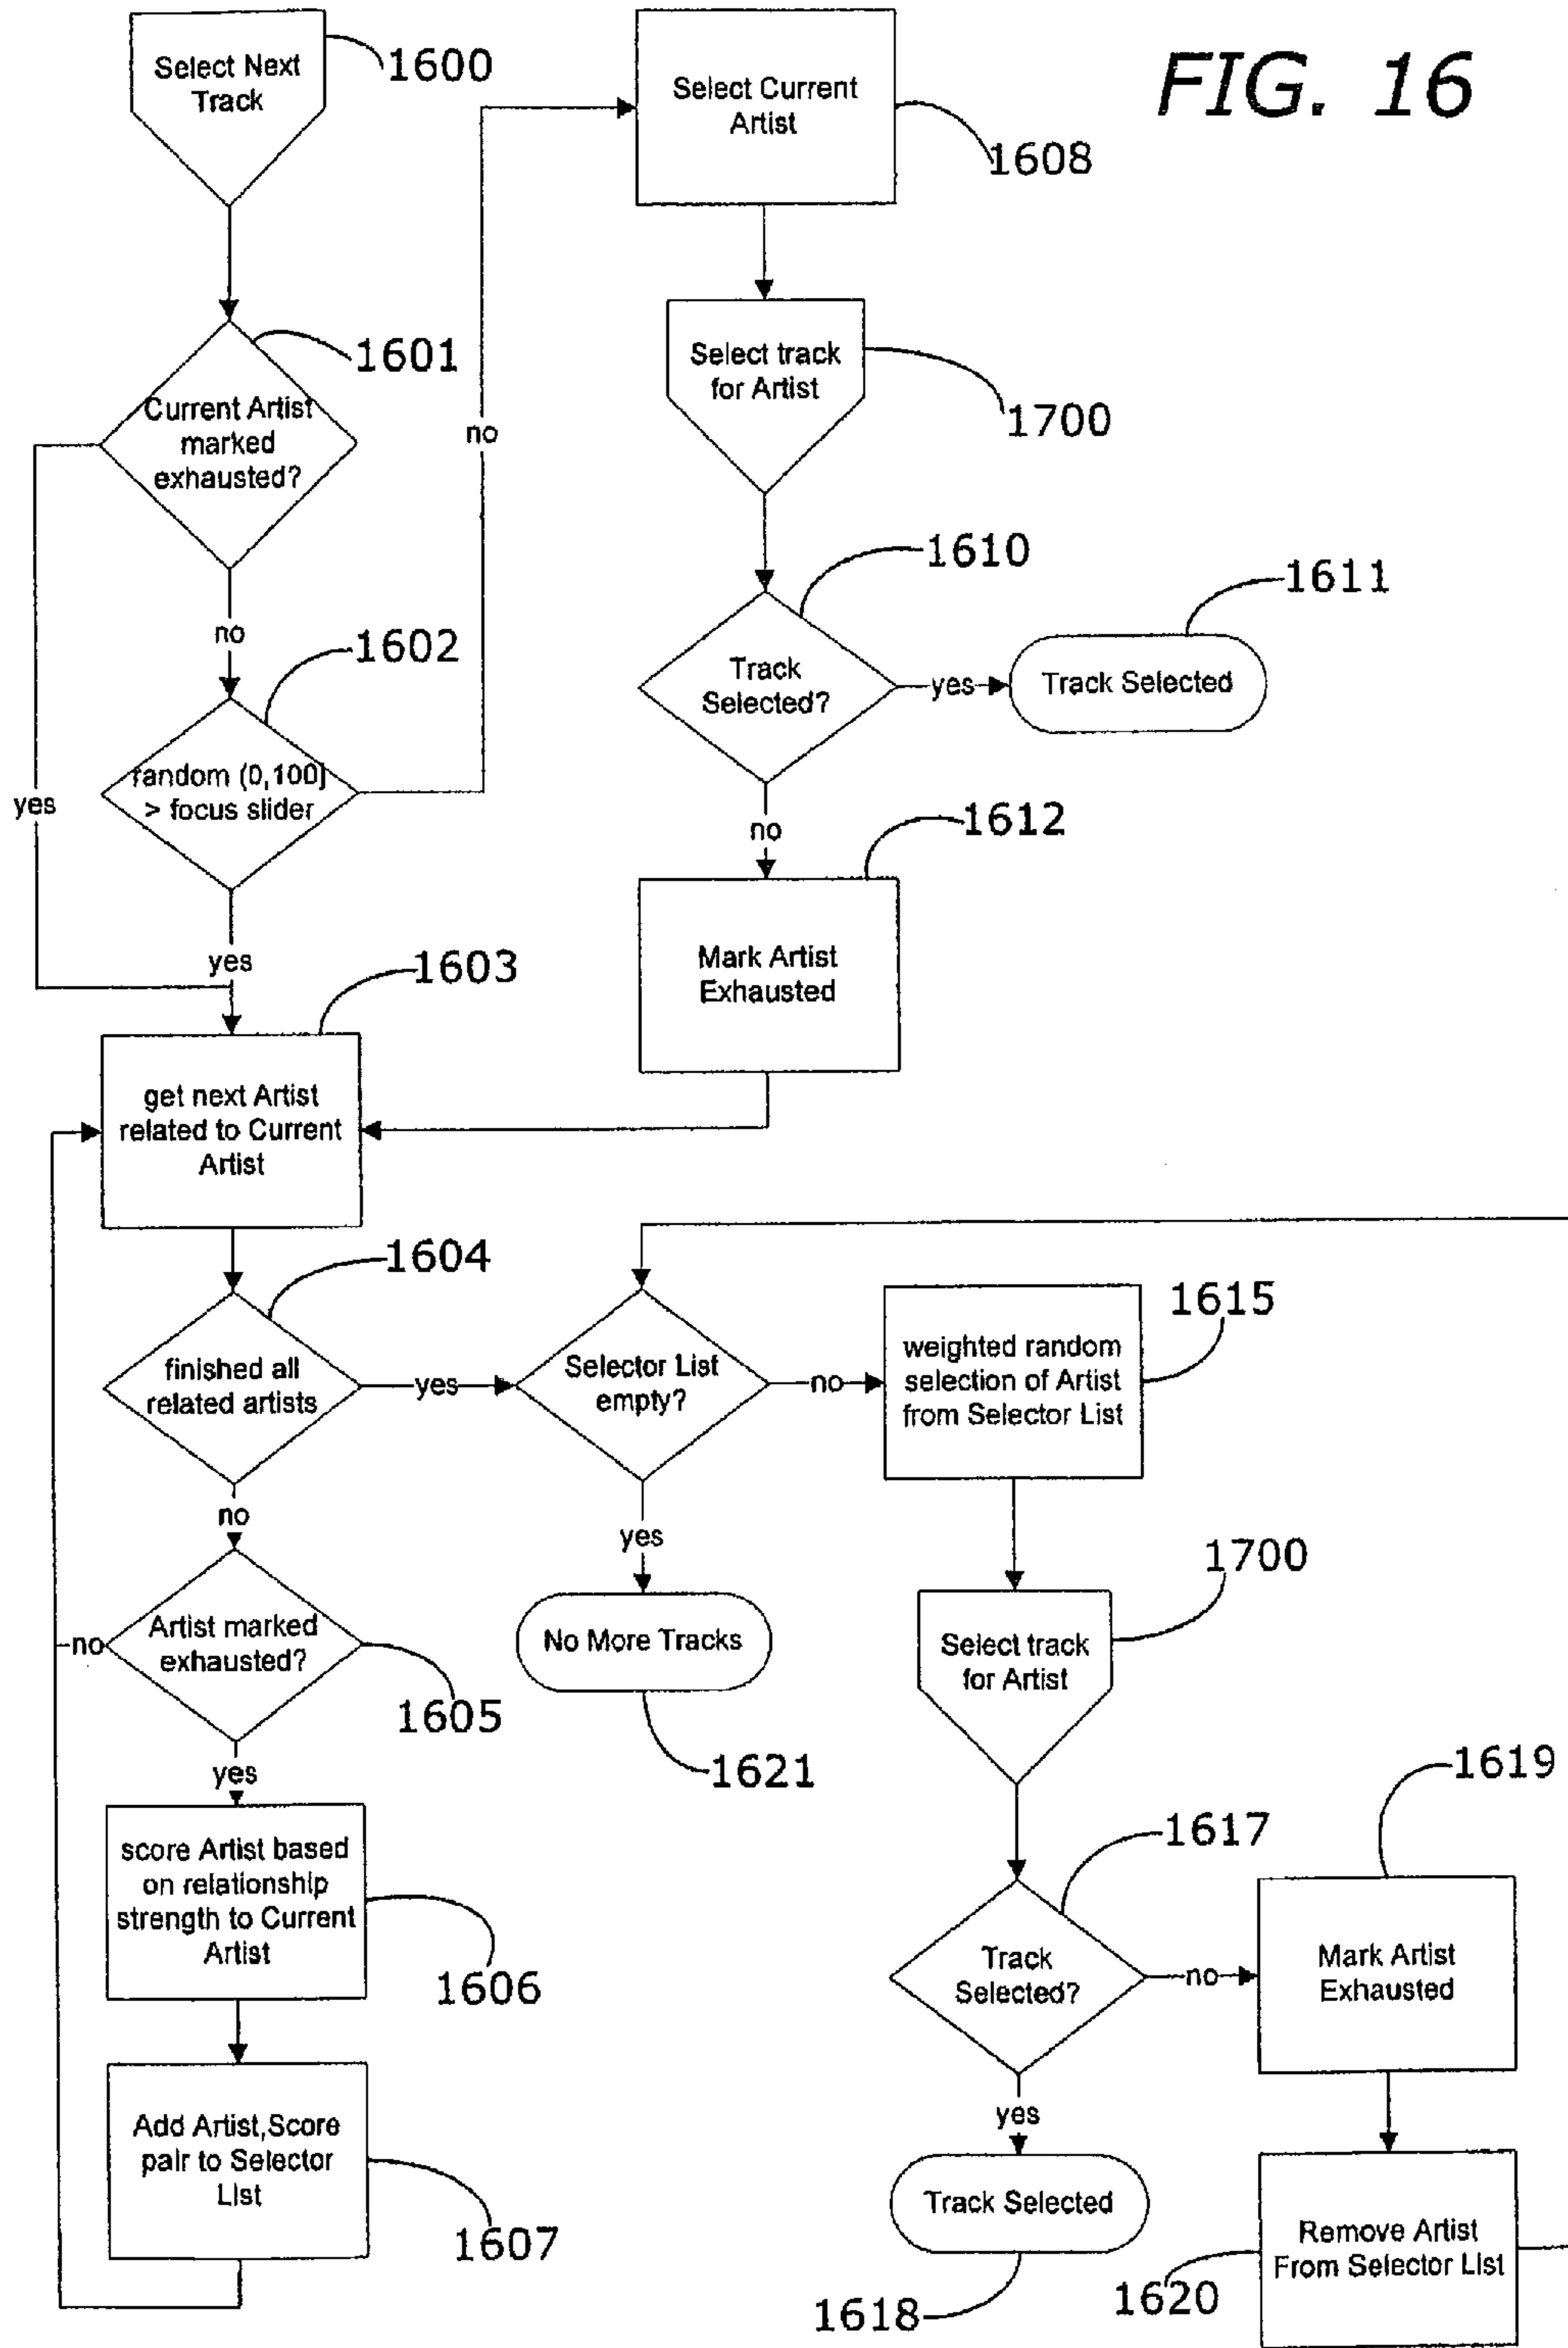 FIG. 16
Select Next
Track
1600
Current Artist
marked
exhausted?
1601
no
yes
random (0,100]
> focus slider
1602
no
yes
Select Current
Artist
1608
Select track
for Artist
1700
Track
Selected?
1610
yes
Track Selected
1611
no
Mark Artist
Exhausted
1612
get next Artist
related to Current
Artist
1603
finished all
related artists
1604
yes
no
Artist marked
exhausted?
1605
no
yes
score Artist based
on relationship
strength to Current
Artist
1606
Add Artist,Score
pair to Selector
List
1607
Selector List
empty?
no
yes
No More Tracks
1621
weighted random
selection of Artist
from Selector List
1615
Select track
for Artist
1700
Track
Selected?
1617
no
yes
Track Selected
1618
Mark Artist
Exhausted
1619
Remove Artist
From Selector List
1620